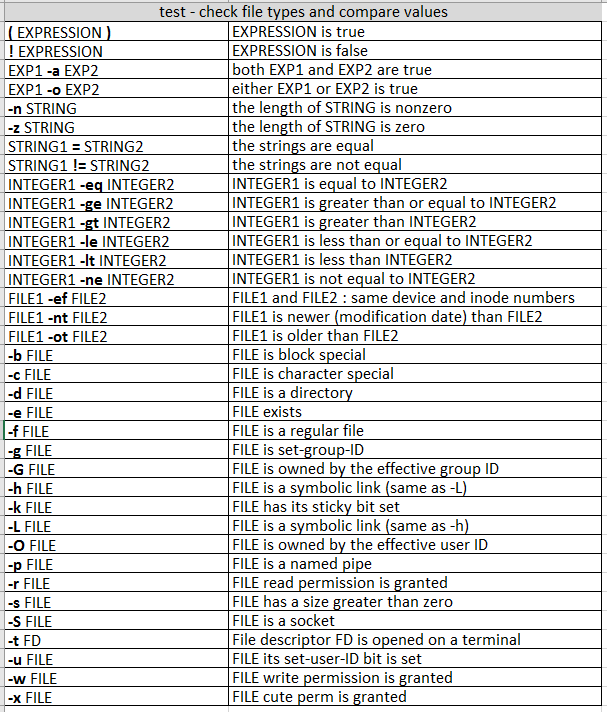 test - check file types and compare values
( EXPRESSION ) EXPRESSION is true
! EXPRESSION EXPRESSION is false
EXP1 -a EXP2 both EXP1 and EXP2 are true
EXP1 -o EXP2 either EXP1 or EXP2 is true
-n STRING the length of STRING is nonzero
-z STRING the length of STRING is zero
STRING1 = STRING2 the strings are equal
STRING1 != STRING2 the strings are not equal
INTEGER1 -eq INTEGER2 INTEGER1 is equal to INTEGER2
INTEGER1 -ge INTEGER2 INTEGER1 is greater than or equal to INTEGER2
INTEGER1 -gt INTEGER2 INTEGER1 is greater than INTEGER2
INTEGER1 -le INTEGER2 INTEGER1 is less than or equal to INTEGER2
INTEGER1 -lt INTEGER2 INTEGER1 is less than INTEGER2
INTEGER1 -ne INTEGER2 INTEGER1 is not equal to INTEGER2
FILE1 -ef FILE2 FILE1 and FILE2 : same device and inode numbers
FILE1 -nt FILE2 FILE1 is newer (modification date) than FILE2
FILE1 -ot FILE2 FILE1 is older than FILE2
-b FILE FILE is block special
-c FILE FILE is character special
-d FILE FILE is a directory
-e FILE FILE exists
-f FILE FILE is a regular file
-g FILE FILE is set-group-ID
-G FILE FILE is owned by the effective group ID
-h FILE FILE is a symbolic link (same as -L)
-k FILE FILE has its sticky bit set
-L FILE FILE is a symbolic link (same as -h)
-O FILE FILE is owned by the effective user ID
-p FILE FILE is a named pipe
-r FILE FILE read permission is granted
-s FILE FILE has a size greater than zero
-S FILE FILE is a socket
-t FD File descriptor FD is opened on a terminal
-u FILE FILE its set-user-ID bit is set
-w FILE FILE write permission is granted
-x FILE FILE cute perm is granted